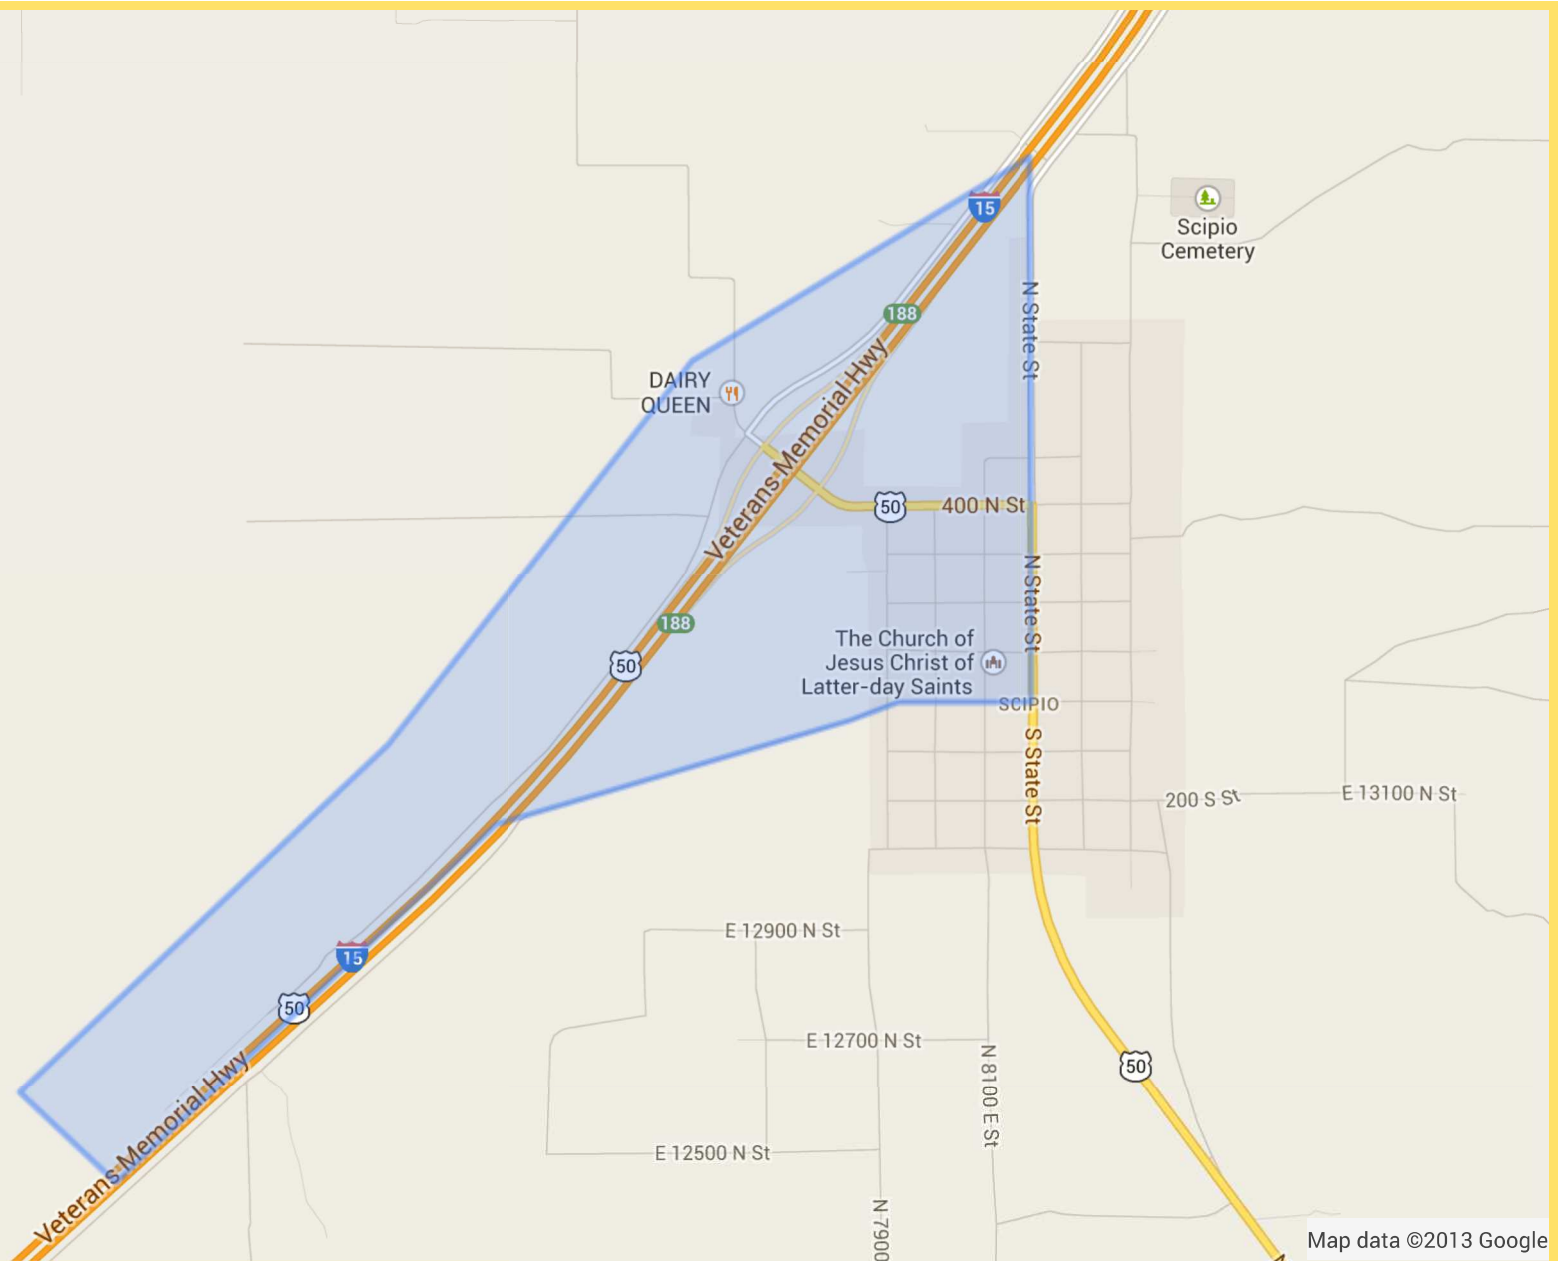 15
Scipio
Cemetery
188
N State St
DAIRY
QUEEN
Veterans Memorial Hwy
50
400 N St
N State St
188
The Church of
Jesus Christ of
Latter-day Saints
50
SCIPIO
S State St
200 S St
E 13100 N St
E 12900 N St
15
50
E 12700 N St
N 8100 E St
50
Veterans Memorial Hwy
E 12500 N St
N 7900
Map data ©2013 Google